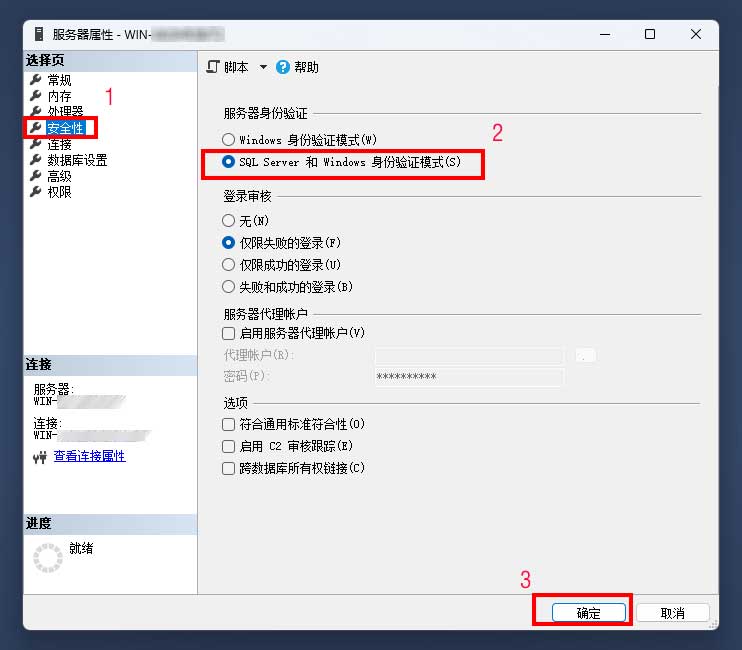 服务器属性 - WIN-
选择页
常规
内存
处理器
安全性
连接
数据库设置
高级
权限
1
连接
服务器:
WIN-
连接:
WIN-
查看连接属性
进度
就绪
脚本
? 帮助
服务器身份验证
2
Windows 身份验证模式(W)
SQL Server 和 Windows 身份验证模式(S)
登录审核
无(N)
仅限失败的登录(F)
仅限成功的登录(U)
失败和成功的登录(B)
服务器代理帐户
启用服务器代理帐户(V)
代理帐户(R):
.
密码(P):
**********
选项
符合通用标准符合性(O)
启用 C2 审核跟踪(E)
跨数据库所有权链接(C)
3
确定
取消